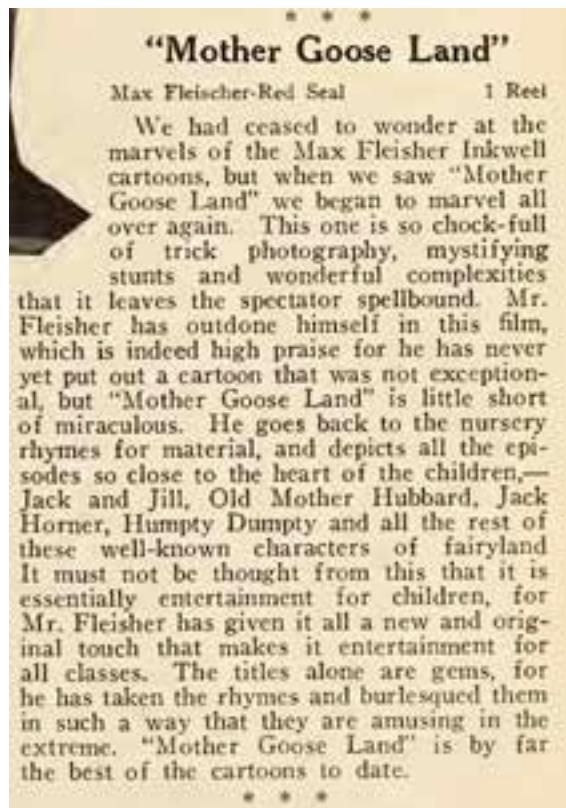 * * *
"Mother Goose Land"
Max Fleischer-Red Seal 1 Reel
We had ceased to wonder at the
marvels of the Max Fleisher Inkwell
cartoons, but when we saw "Mother
Goose Land" we began to marvel all
over again. This one is so chock-full
of trick photography, mystifying
stunts and wonderful complexities
that it leaves the spectator spellbound. Mr.
Fleisher has outdone himself in this film,
which is indeed high praise for he has never
yet put out a cartoon that was not exception-
al, but "Mother Goose Land" is little short
of miraculous. He goes back to the nursery
rhymes for material, and depicts all the epi-
sodes so close to the heart of the children,—
Jack and Jill, Old Mother Hubbard, Jack
Horner, Humpty Dumpty and all the rest of
these well-known characters of fairyland
It must not be thought from this that it is
essentially entertainment for children, for
Mr. Fleisher has given it all a new and orig-
inal touch that makes it entertainment for
all classes. The titles alone are gems, for
he has taken the rhymes and burlesqued them
in such a way that they are amusing in the
extreme. "Mother Goose Land" is by far
the best of the cartoons to date.
* * *